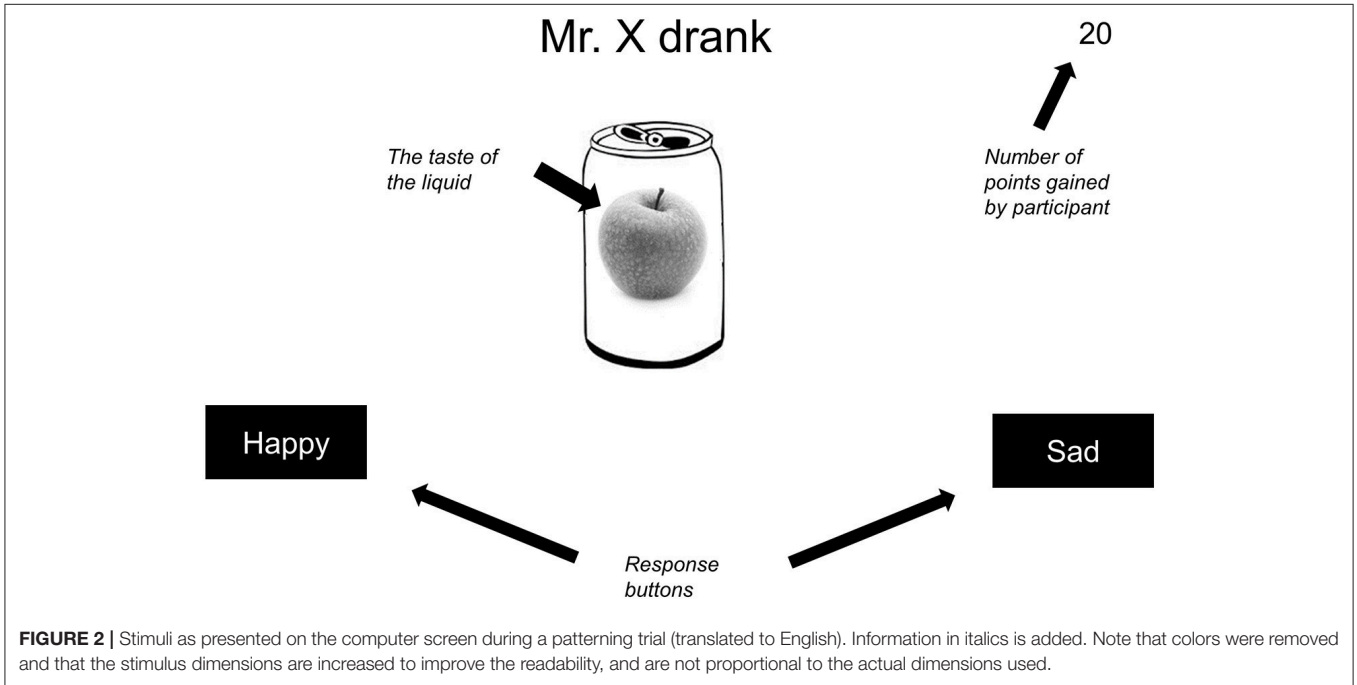 Mr. X drank
20
The taste of
the liquid
Number of
points gained
by participant
Happy
Sad
Response
buttons
FIGURE 2 | Stimuli as presented on the computer screen during a patterning trial (translated to English). Information in italics is added. Note that colors were removed
and that the stimulus dimensions are increased to improve the readability, and are not proportional to the actual dimensions used.